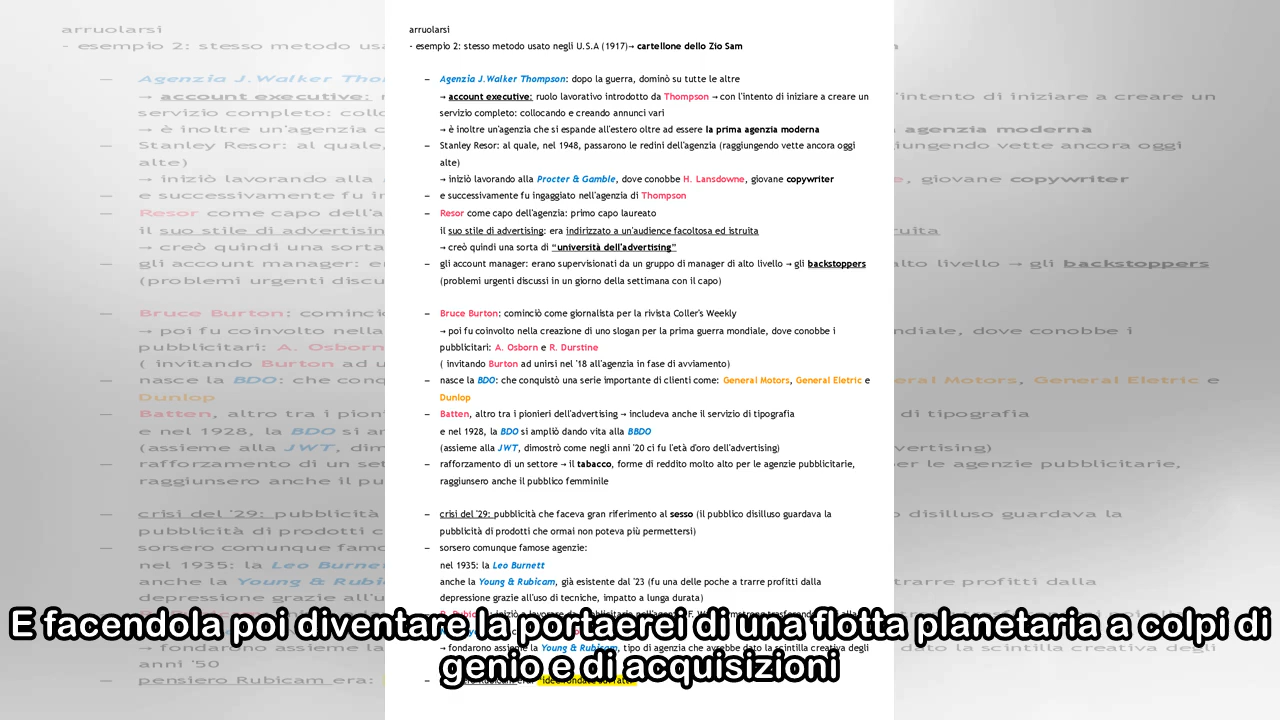 arruolarsi
- esempio 2: stesso metodo usato negli U.S.A (1917)→ cartellone dello Zio Sam
– Agenzia J.Walker Thompson: dopo la guerra, dominò su tutte le altre
→ account executive: ruolo lavorativo introdotto da Thompson → con l'intento di iniziare a creare un
servizio completo: collocando e creando annunci vari
→ è inoltre un'agenzia che si espande all'estero oltre ad essere la prima agenzia moderna
– Stanley Resor: al quale, nel 1948, passarono le redini dell'agenzia (raggiungendo vette ancora oggi
alte)
→ iniziò lavorando alla Procter & Gamble, dove conobbe H. Lansdowne, giovane copywriter
– e successivamente fu ingaggiato nell'agenzia di Thompson
– Resor come capo dell'agenzia: primo capo laureato
il suo stile di advertising: era indirizzato a un'audience facoltosa ed istruita
→ creò quindi una sorta di “università dell'advertising”
– gli account manager: erano supervisionati da un gruppo di manager di alto livello → gli backstoppers
(problemi urgenti discussi in un giorno della settimana con il capo)
– Bruce Burton: cominciò come giornalista per la rivista Coller's Weekly
→ poi fu coinvolto nella creazione di uno slogan per la prima guerra mondiale, dove conobbe i
pubblicitari: A. Osborn e R. Durstine
( invitando Burton ad unirsi nel '18 all'agenzia in fase di avviamento)
– nasce la BDO: che conquistò una serie importante di clienti come: General Motors, General Eletric e
Dunlop
– Batten, altro tra i pionieri dell'advertising → includeva anche il servizio di tipografia
e nel 1928, la BDO si ampliò dando vita alla BBDO
(assieme alla JWT, dimostrò come negli anni '20 ci fu l'età d'oro dell'advertising)
– rafforzamento di un settore → il tabacco, forme di reddito molto alto per le agenzie pubblicitarie,
raggiunsero anche il pubblico femminile
– crisi del '29: pubblicità che faceva gran riferimento al sesso (il pubblico disilluso guardava la
pubblicità di prodotti che ormai non poteva più permettersi)
– sorsero comunque famose agenzie:
nel 1935: la Leo Burnett
anche la Young & Rubicam, già esistente dal '23 (fu una delle poche a trarre profitti dalla
depressione grazie all'uso di tecniche, impatto a lunga durata)
E facendola poi diventare la portaerei di una flotta planetaria a colpi di
→ fondarono assieme la Young & Rubicam, tipo di agenzia che avrebbe dato la scintilla creativa degli
genio e di acquisizioni